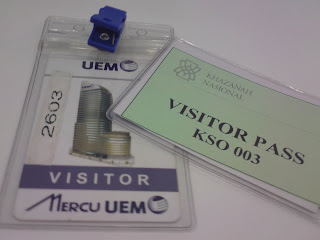 UEM
2603
VISITOR
MERCU UEM
KHAZANAH
NASIONAL
VISITOR PASS
KSO 003